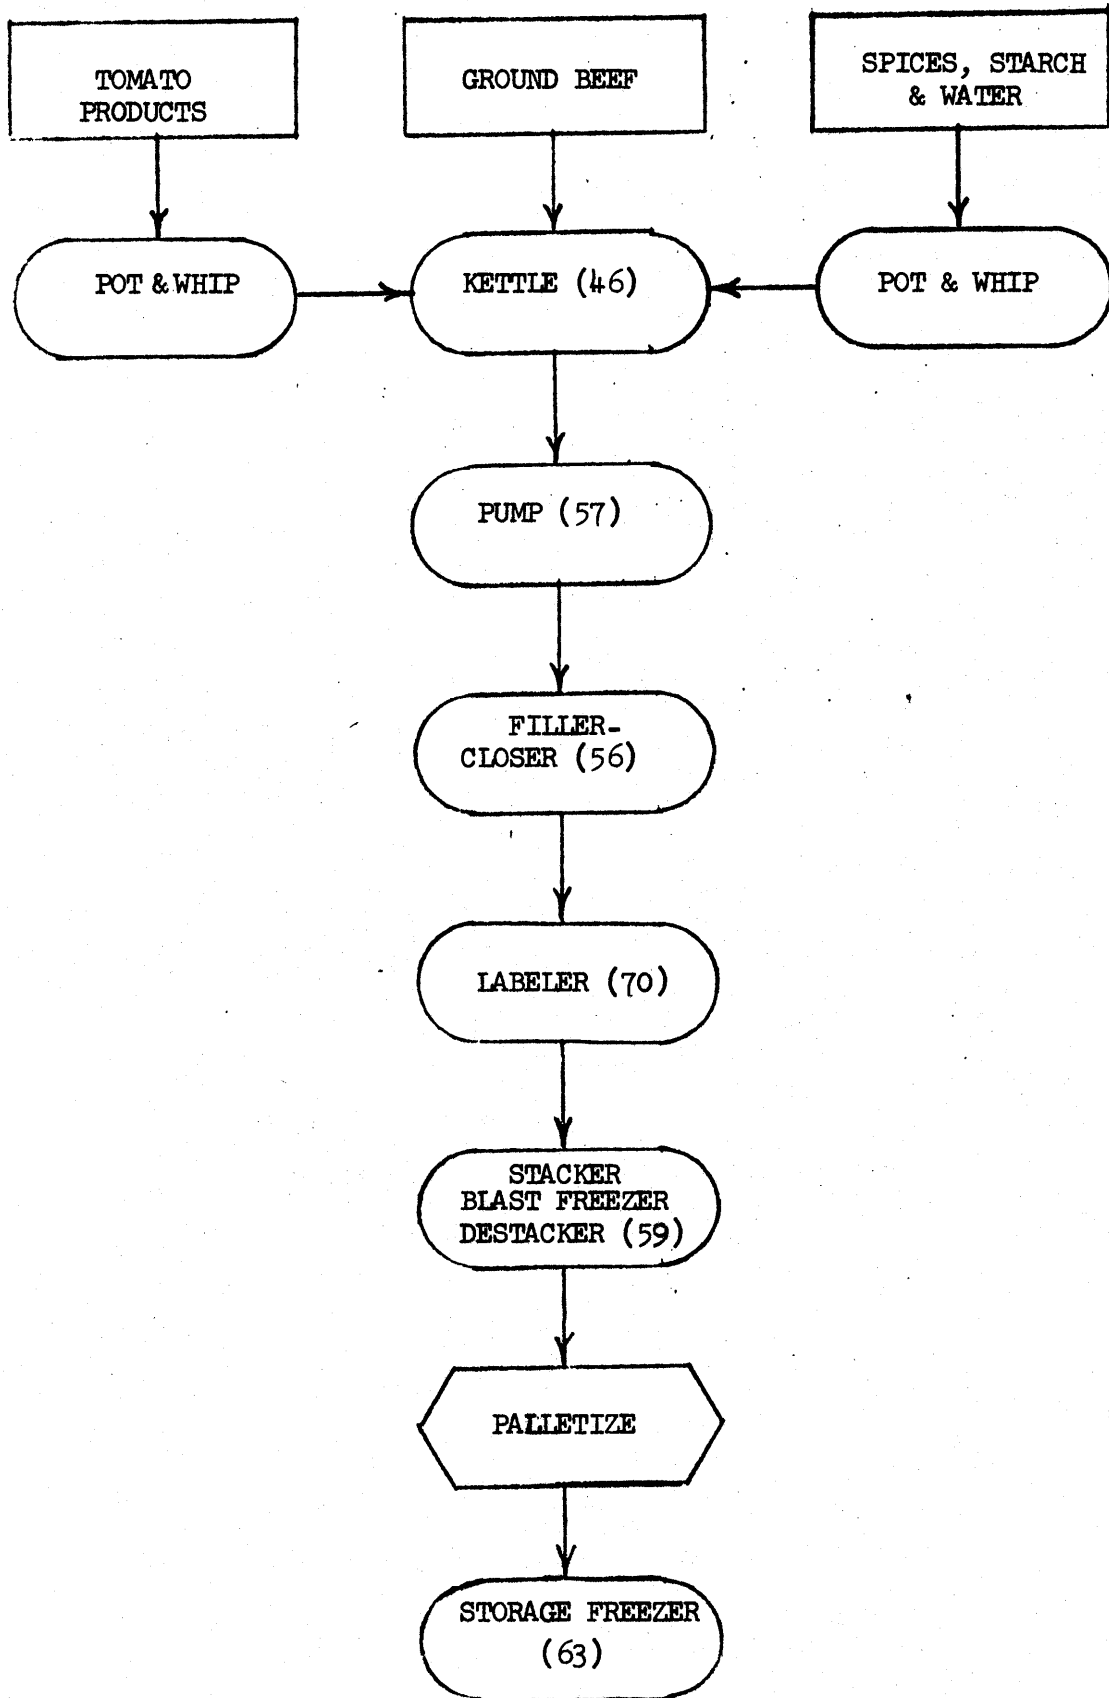 TOMATO
PRODUCTS
GROUND BEEF
SPICES, STARCH
& WATER
POT & WHIP
KETTLE (46)
POT & WHIP
PUMP (57)
FILLER-
CLOSER (56)
LABELER (70)
STACKER
BLAST FREEZER
DESTACKER (59)
PALLETIZE
STORAGE FREEZER
(63)